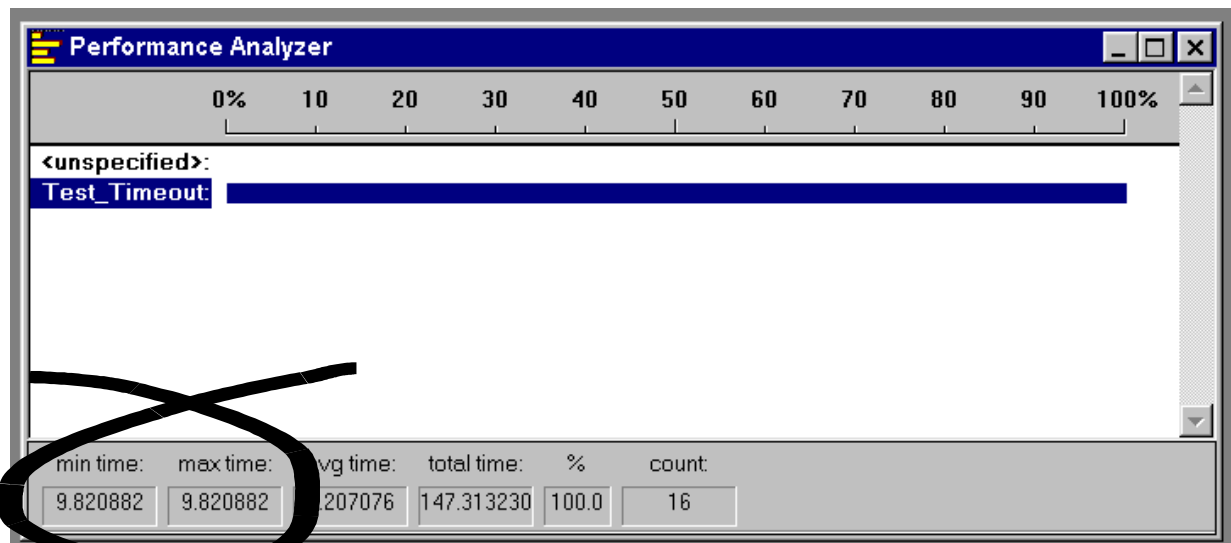 Performance Analyzer
0% 10 20 30 40 50 60 70 80 90 100%
<unspecified>:
Test_Timeout:
min time: max time: vg time: total time: % count:
9.820882 9.820882 .207076 147.313230 100.0 16